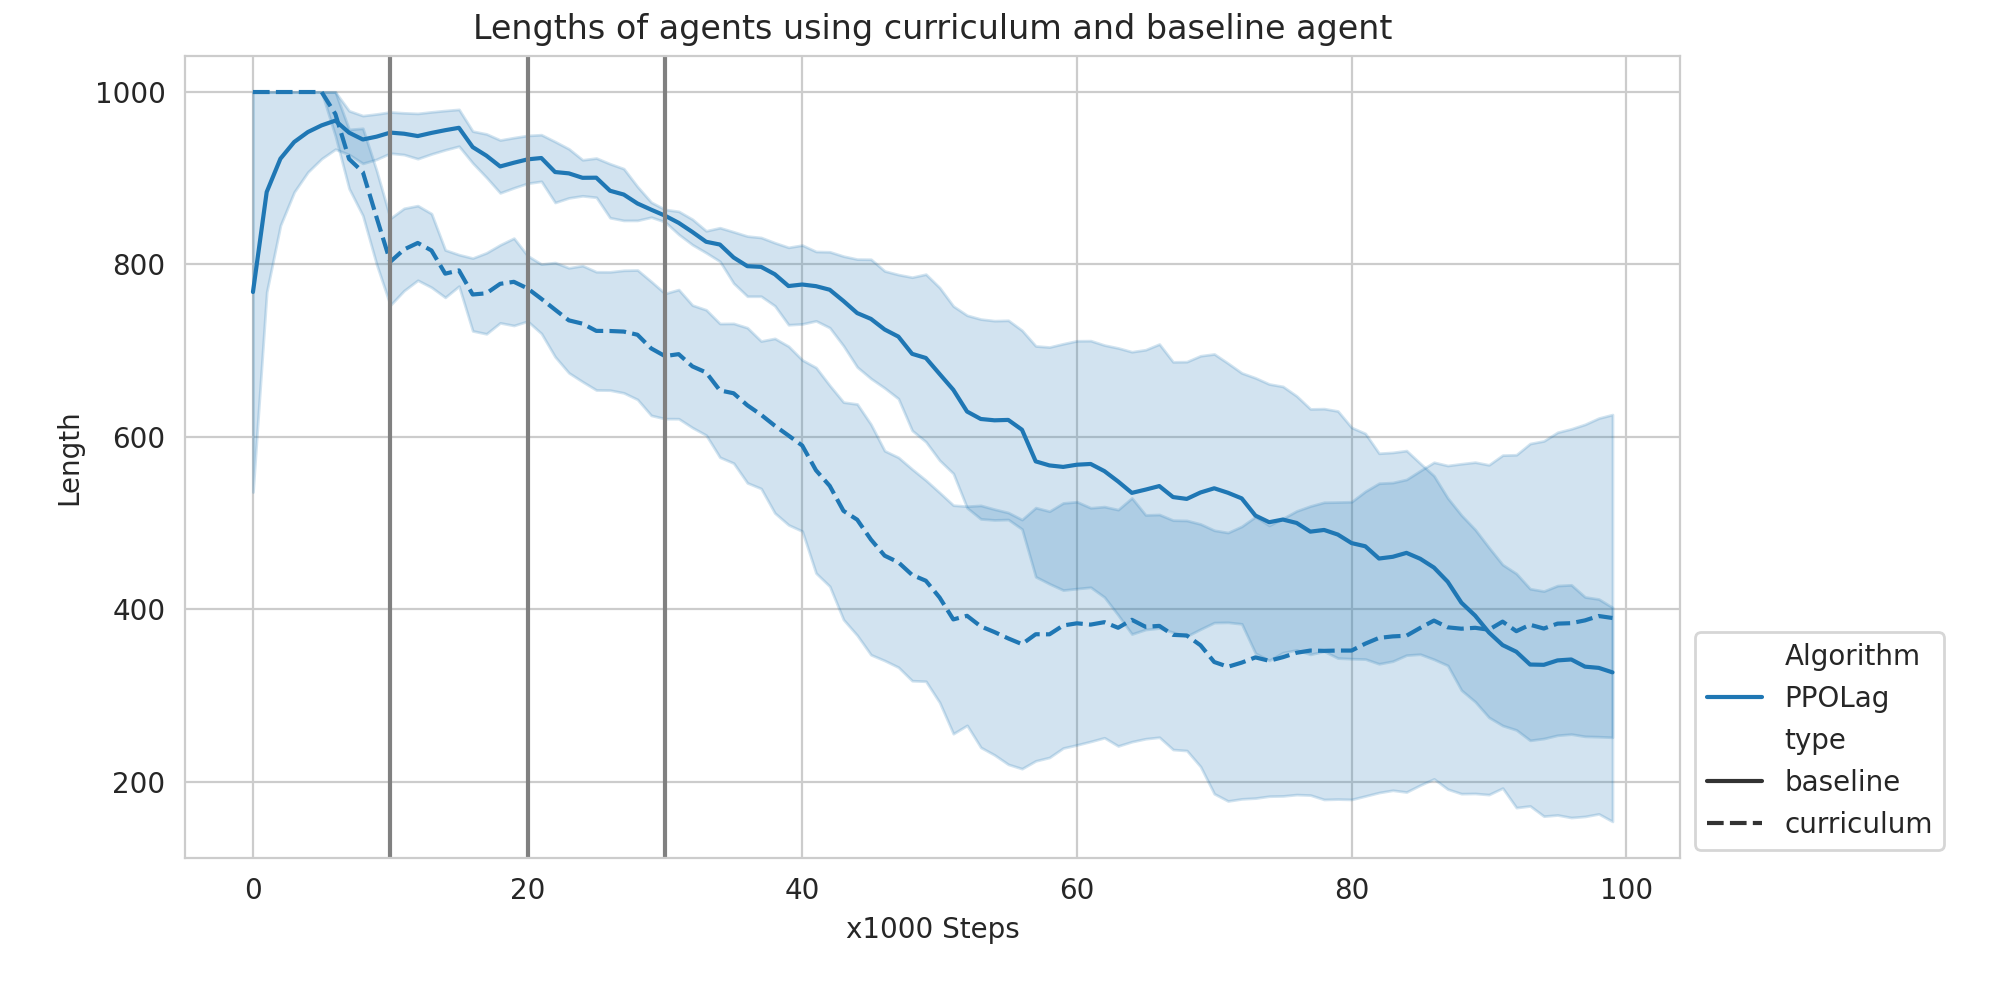 Lengths of agents using curriculum and baseline agent
1000
800
600
400
200
Length
0 20 40 60 80 100
x1000 Steps
Algorithm
PPOLag
type
baseline
curriculum